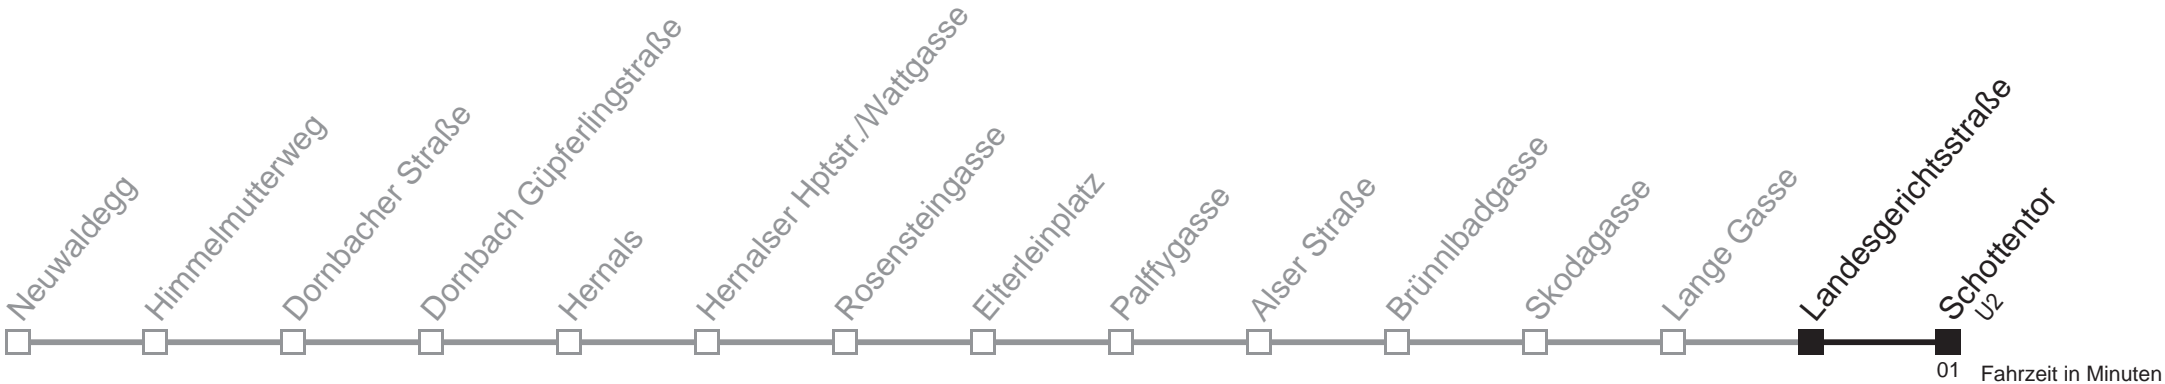 Neuwaldegg
Himmelmutterweg
Dornbacher Straße
Dornbach Güpferlingstraße
Hernals
Hernalser Hptstr./Wattgasse
Rosensteingasse
Elterleinplatz
Palffygasse
Alser Straße
Brünnlbadgasse
Skodagasse
Lange Gasse
Landesgerichtsstraße
Schottentor
U2
01
Fahrzeit in Minuten